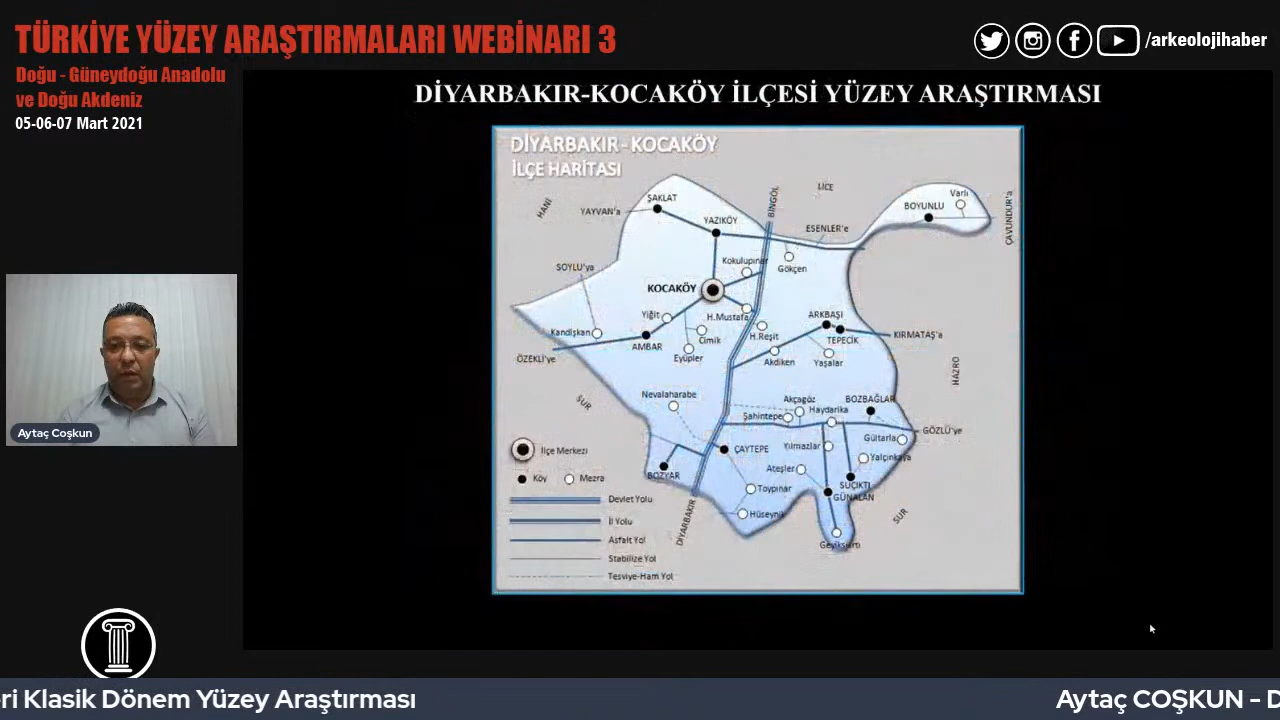 TÜRKİYE YÜZEY ARAŞTIRMALARI WEBİNARI 3
Doğu - Güneydoğu Anadolu
ve Doğu Akdeniz
05-06-07 Mart 2021
/arkeolojihaber
DİYARBAKIR-KOCAKÖY İLÇESİ YÜZEY ARAŞTIRMASI
DİYARBAKIR - KOCAKÖY
İLÇE HARİTASI
HANİ
YAYVAN'a
ŞAKLAT
YAZIKÖY
BİNGÖL
LİCE
ESENLER'e
BOYUNLU
Varlı
ÇAVUNDUR'a
SOYLU'ya
Kokulupınar
Gökçen
KOCAKÖY
Yiğit
H.Mustafa
Kandişkan
AMBAR
Cimik
Eyüpler
H.Reşit
ARKBAŞI
TEPECİK
KIRMATAŞ'a
ÖZEKLİ'ye
Akdiken
Yaşalar
HAZRO
SUR
Nevalaharabe
Akçagöz
BOZBAĞLAR
Şahintepe
Haydarika
GÖZLÜ'ye
Gültarla
ÇAYTEPE
Yılmazlar
Yalçınkaya
BOZYAR
Ateşler
SUÇIKTI
Toypınar
GÜNALAN
Hüseynik
SUR
DİYARBAKIR
Geyiksırtı
İlçe Merkezi
Köy
Mezra
Devlet Yolu
İl Yolu
Asfalt Yol
Stabilize Yol
Tesviye-Ham Yol
Aytaç Coşkun
ri Klasik Dönem Yüzey Araştırması
Aytaç COŞKUN - D